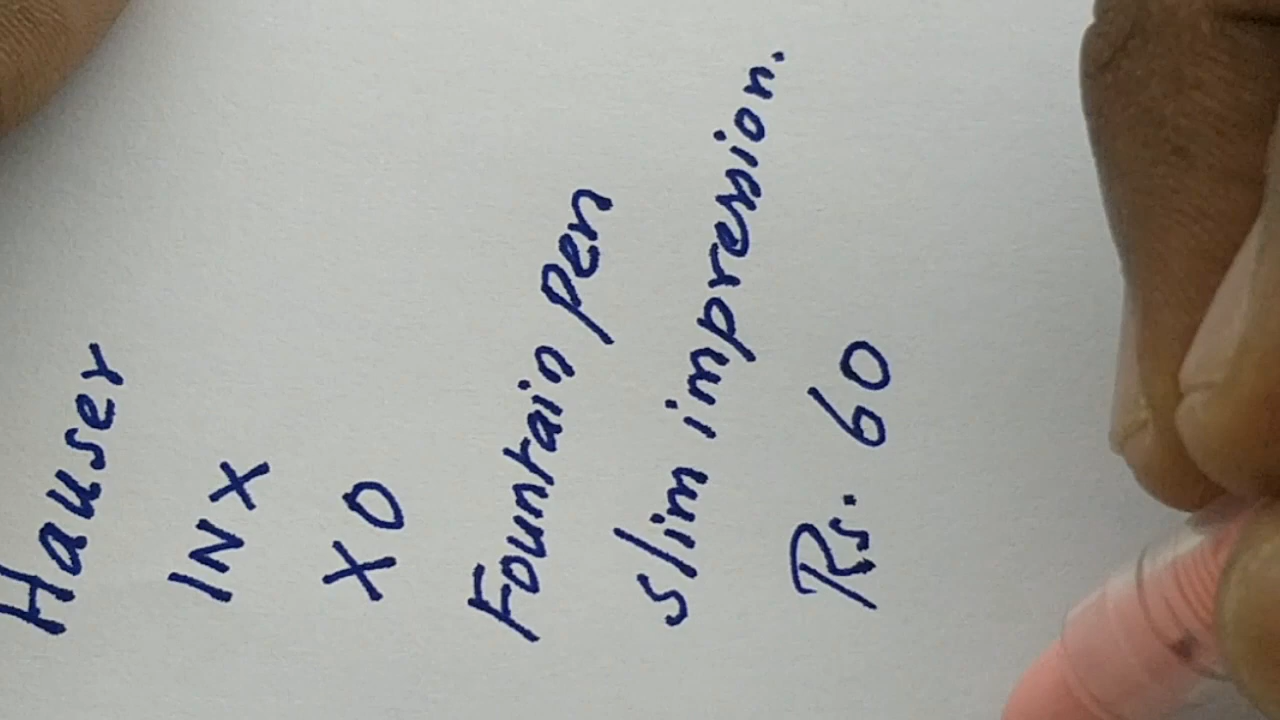 Hauser
INX
XO
Fountain Pen
Slim impression.
Rs. 60